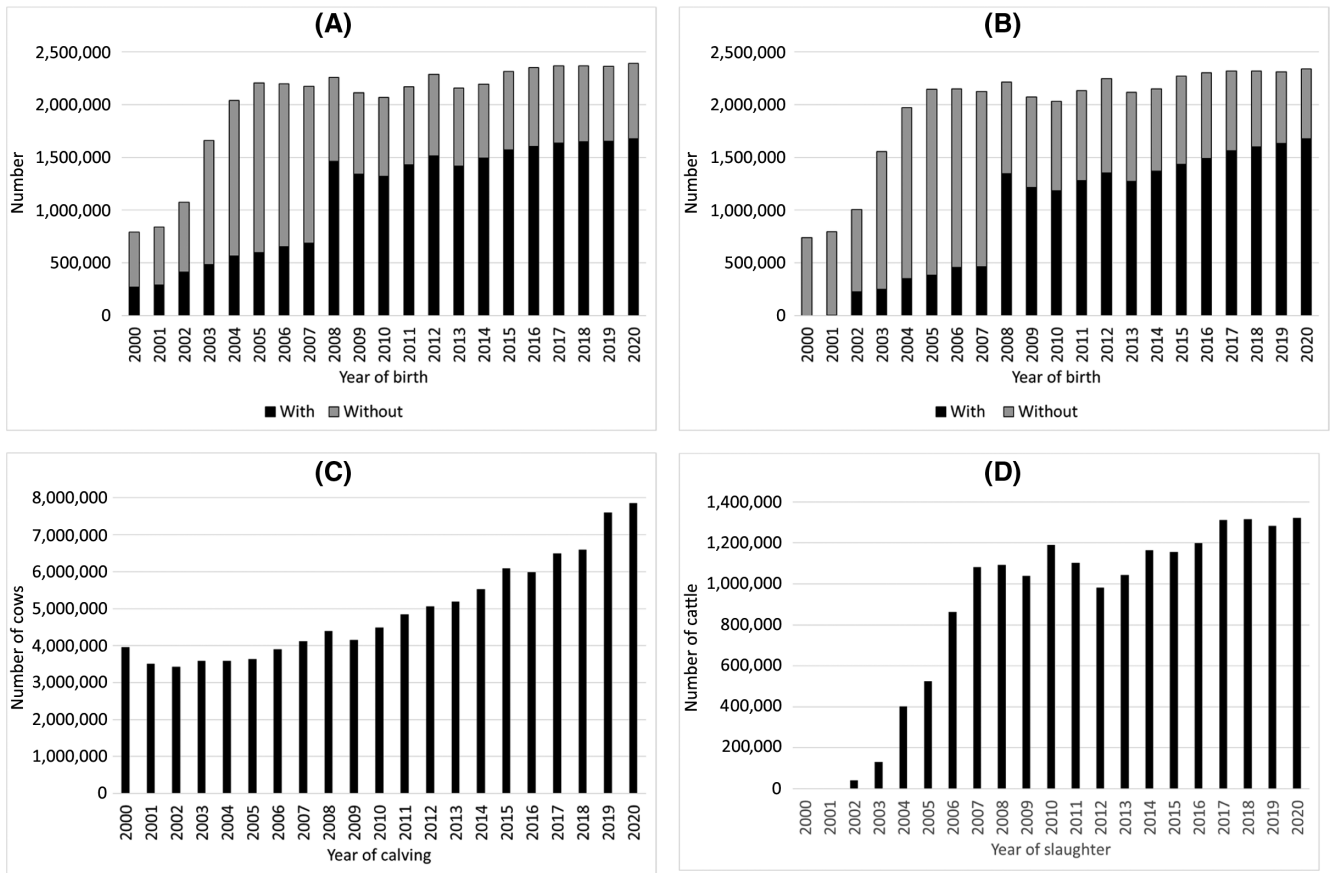 (A)
2,500,000
2,000,000
1,500,000
1,000,000
500,000
0
Number
2000 2001 2002 2003 2004 2005 2006 2007 2008 2009 2010 2011 2012 2013 2014 2015 2016 2017 2018 2019 2020
Year of birth
With Without
(B)
2,500,000
2,000,000
1,500,000
1,000,000
500,000
0
Number
2000 2001 2002 2003 2004 2005 2006 2007 2008 2009 2010 2011 2012 2013 2014 2015 2016 2017 2018 2019 2020
Year of birth
With Without
(C)
8,000,000
7,000,000
6,000,000
5,000,000
4,000,000
3,000,000
2,000,000
1,000,000
0
Number of cows
2000 2001 2002 2003 2004 2005 2006 2007 2008 2009 2010 2011 2012 2013 2014 2015 2016 2017 2018 2019 2020
Year of calving
(D)
1,400,000
1,200,000
1,000,000
800,000
600,000
400,000
200,000
0
Number of cattle
2000 2001 2002 2003 2004 2005 2006 2007 2008 2009 2010 2011 2012 2013 2014 2015 2016 2017 2018 2019 2020
Year of slaughter